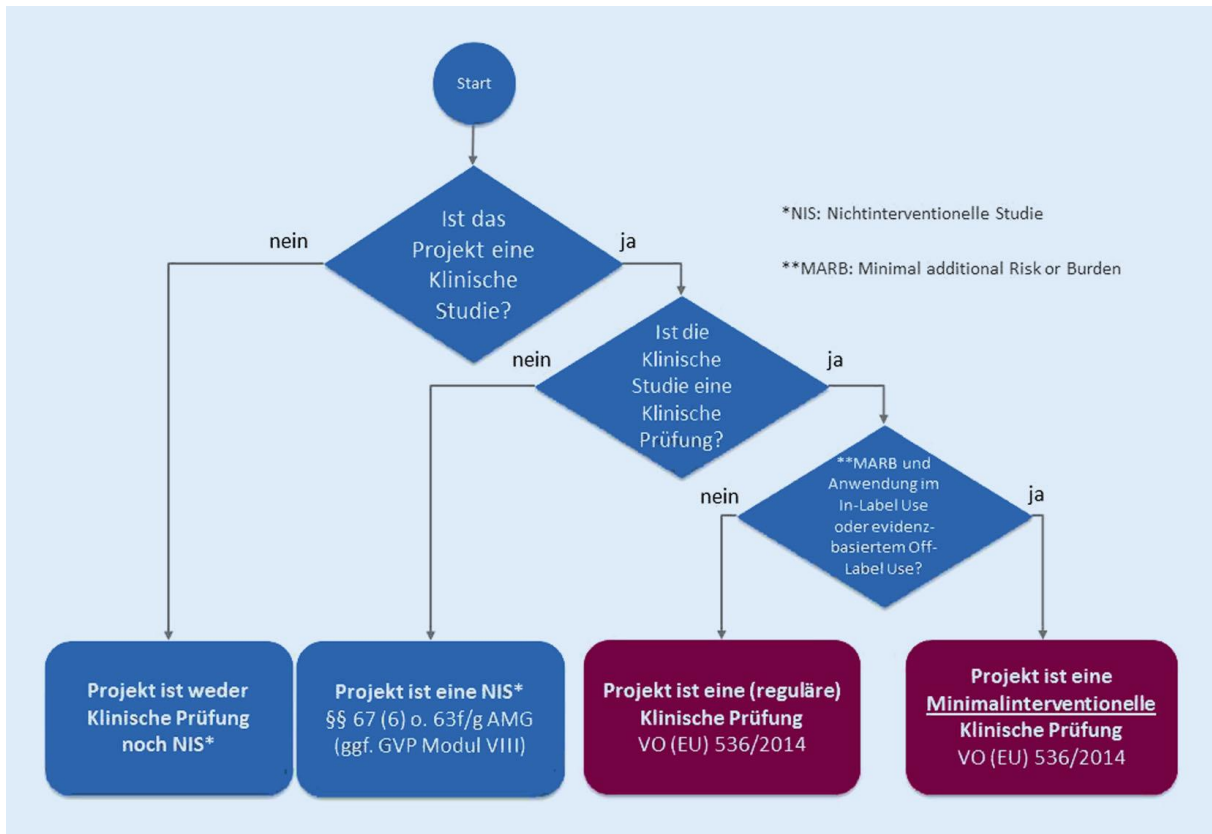 Start
Ist das
Projekt eine
Klinische
Studie?
nein
ja
*NIS: Nichtinterventionelle Studie
**MARB: Minimal additional Risk or Burden
Ist die
Klinische
Studie eine
Klinische
Prüfung?
nein
ja
**MARB und
Anwendung im
In-Label Use
oder evidenz-
basiertem Off-
Label Use?
nein
ja
Projekt ist weder
Klinische Prüfung
noch NIS*
Projekt ist eine NIS*
§§ 67 (6) o. 63f/g AMG
(ggf. GVP Modul VIII)
Projekt ist eine (reguläre)
Klinische Prüfung
VO (EU) 536/2014
Projekt ist eine
Minimalinterventionelle
Klinische Prüfung
VO (EU) 536/2014